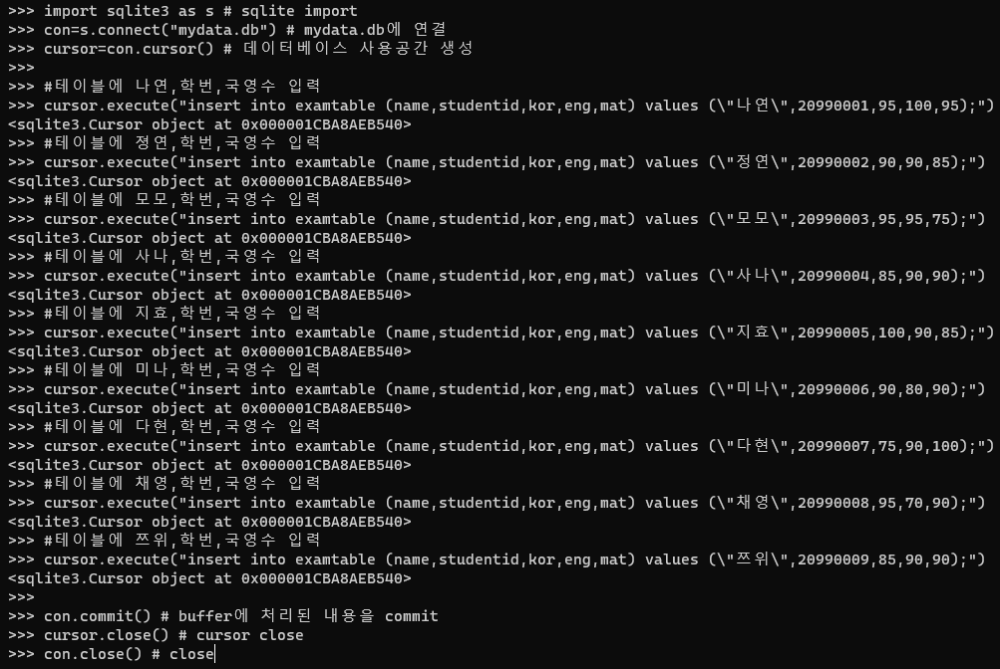 >>> import sqlite3 as s # sqlite import
>>> con=s.connect("mydata.db") # mydata.db에 연결
>>> cursor=con.cursor() # 데이터베이스 사용공간 생성
>>>
>>> #테이블에 나연,학번,국영수 입력
>>> cursor.execute("insert into examtable (name,studentid,kor,eng,mat) values (\"나연\",20990001,95,100,95);")
<sqlite3.Cursor object at 0x000001CBA8AEB540>
>>> #테이블에 정연,학번,국영수 입력
>>> cursor.execute("insert into examtable (name,studentid,kor,eng,mat) values (\"정연\",20990002,90,90,85);")
<sqlite3.Cursor object at 0x000001CBA8AEB540>
>>> #테이블에 모모,학번,국영수 입력
>>> cursor.execute("insert into examtable (name,studentid,kor,eng,mat) values (\"모모\",20990003,95,95,75);")
<sqlite3.Cursor object at 0x000001CBA8AEB540>
>>> #테이블에 사나,학번,국영수 입력
>>> cursor.execute("insert into examtable (name,studentid,kor,eng,mat) values (\"사나\",20990004,85,90,90);")
<sqlite3.Cursor object at 0x000001CBA8AEB540>
>>> #테이블에 지효,학번,국영수 입력
>>> cursor.execute("insert into examtable (name,studentid,kor,eng,mat) values (\"지효\",20990005,100,90,85);")
<sqlite3.Cursor object at 0x000001CBA8AEB540>
>>> #테이블에 미나,학번,국영수 입력
>>> cursor.execute("insert into examtable (name,studentid,kor,eng,mat) values (\"미나\",20990006,90,80,90);")
<sqlite3.Cursor object at 0x000001CBA8AEB540>
>>> #테이블에 다현,학번,국영수 입력
>>> cursor.execute("insert into examtable (name,studentid,kor,eng,mat) values (\"다현\",20990007,75,90,100);")
<sqlite3.Cursor object at 0x000001CBA8AEB540>
>>> #테이블에 채영,학번,국영수 입력
>>> cursor.execute("insert into examtable (name,studentid,kor,eng,mat) values (\"채영\",20990008,95,70,90);")
<sqlite3.Cursor object at 0x000001CBA8AEB540>
>>> #테이블에 쯔위,학번,국영수 입력
>>> cursor.execute("insert into examtable (name,studentid,kor,eng,mat) values (\"쯔위\",20990009,85,90,90);")
<sqlite3.Cursor object at 0x000001CBA8AEB540>
>>>
>>> con.commit() # buffer에 처리된 내용을 commit
>>> cursor.close() # cursor close
>>> con.close() # close